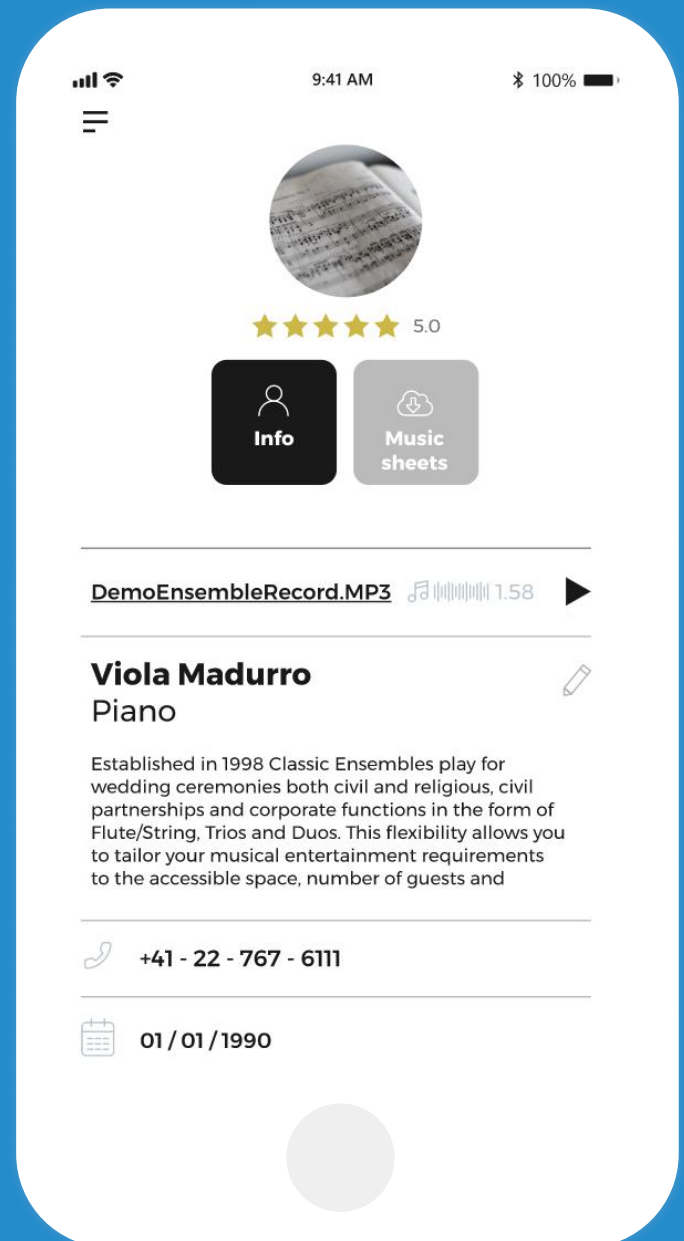 9:41 AM
100%
5.0
Info
Music
sheets
DemoEnsembleRecord.MP3 1.58
Viola Madurro
Piano
Established in 1998 Classic Ensembles play for
wedding ceremonies both civil and religious, civil
partnerships and corporate functions in the form of
Flute/String, Trios and Duos. This flexibility allows you
to tailor your musical entertainment requirements
to the accessible space, number of guests and
+41 - 22 - 767 - 6111
01 / 01 / 1990